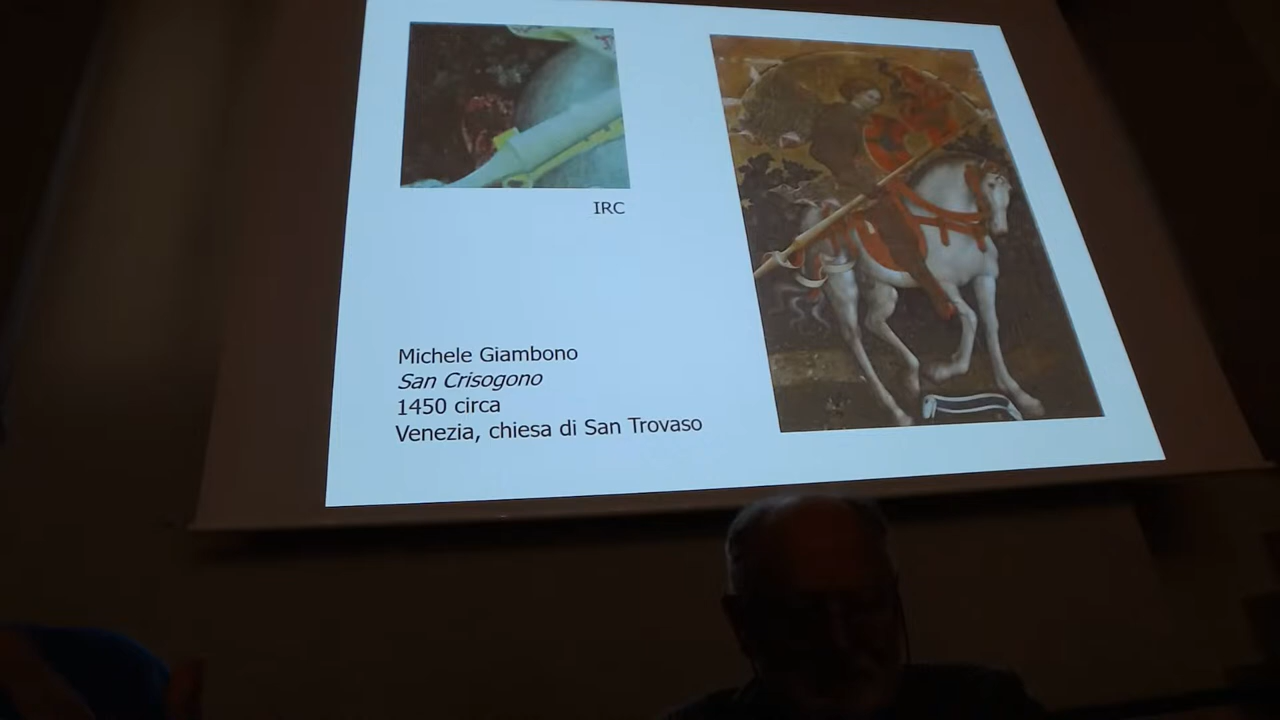 IRC
Michele Giambono
San Crisogono
1450 circa
Venezia, chiesa di San Trovaso